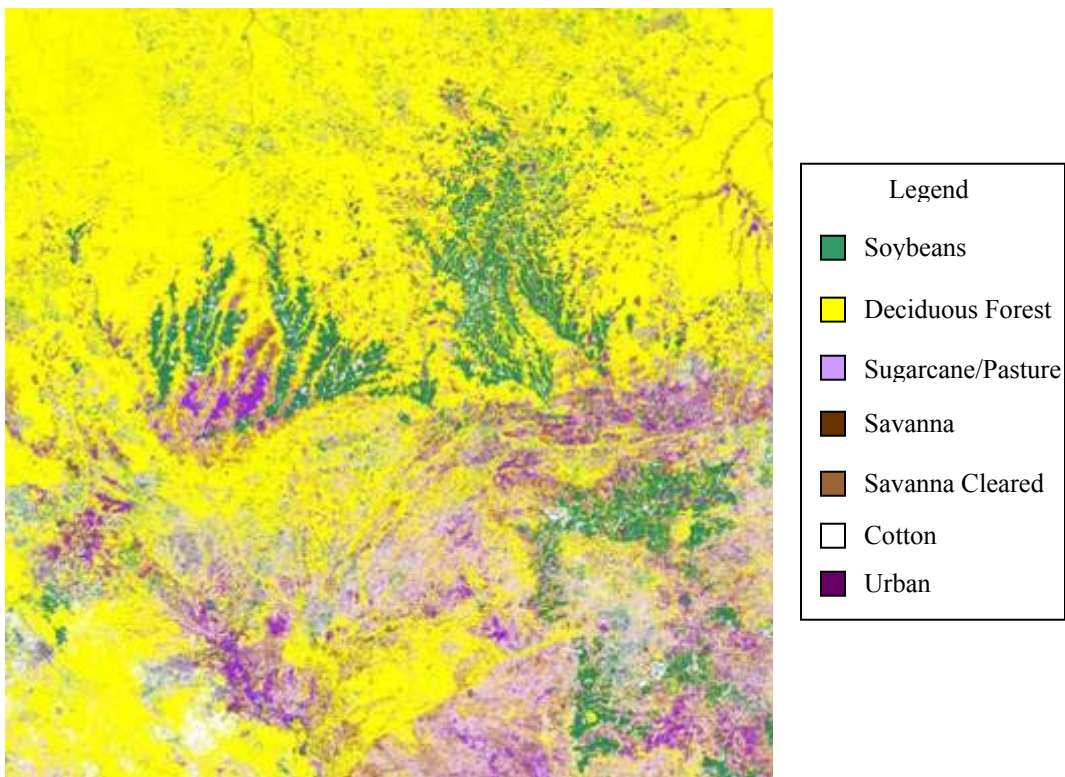 Legend
Soybeans
Deciduous Forest
Sugarcane/Pasture
Savanna
Savanna Cleared
Cotton
Urban